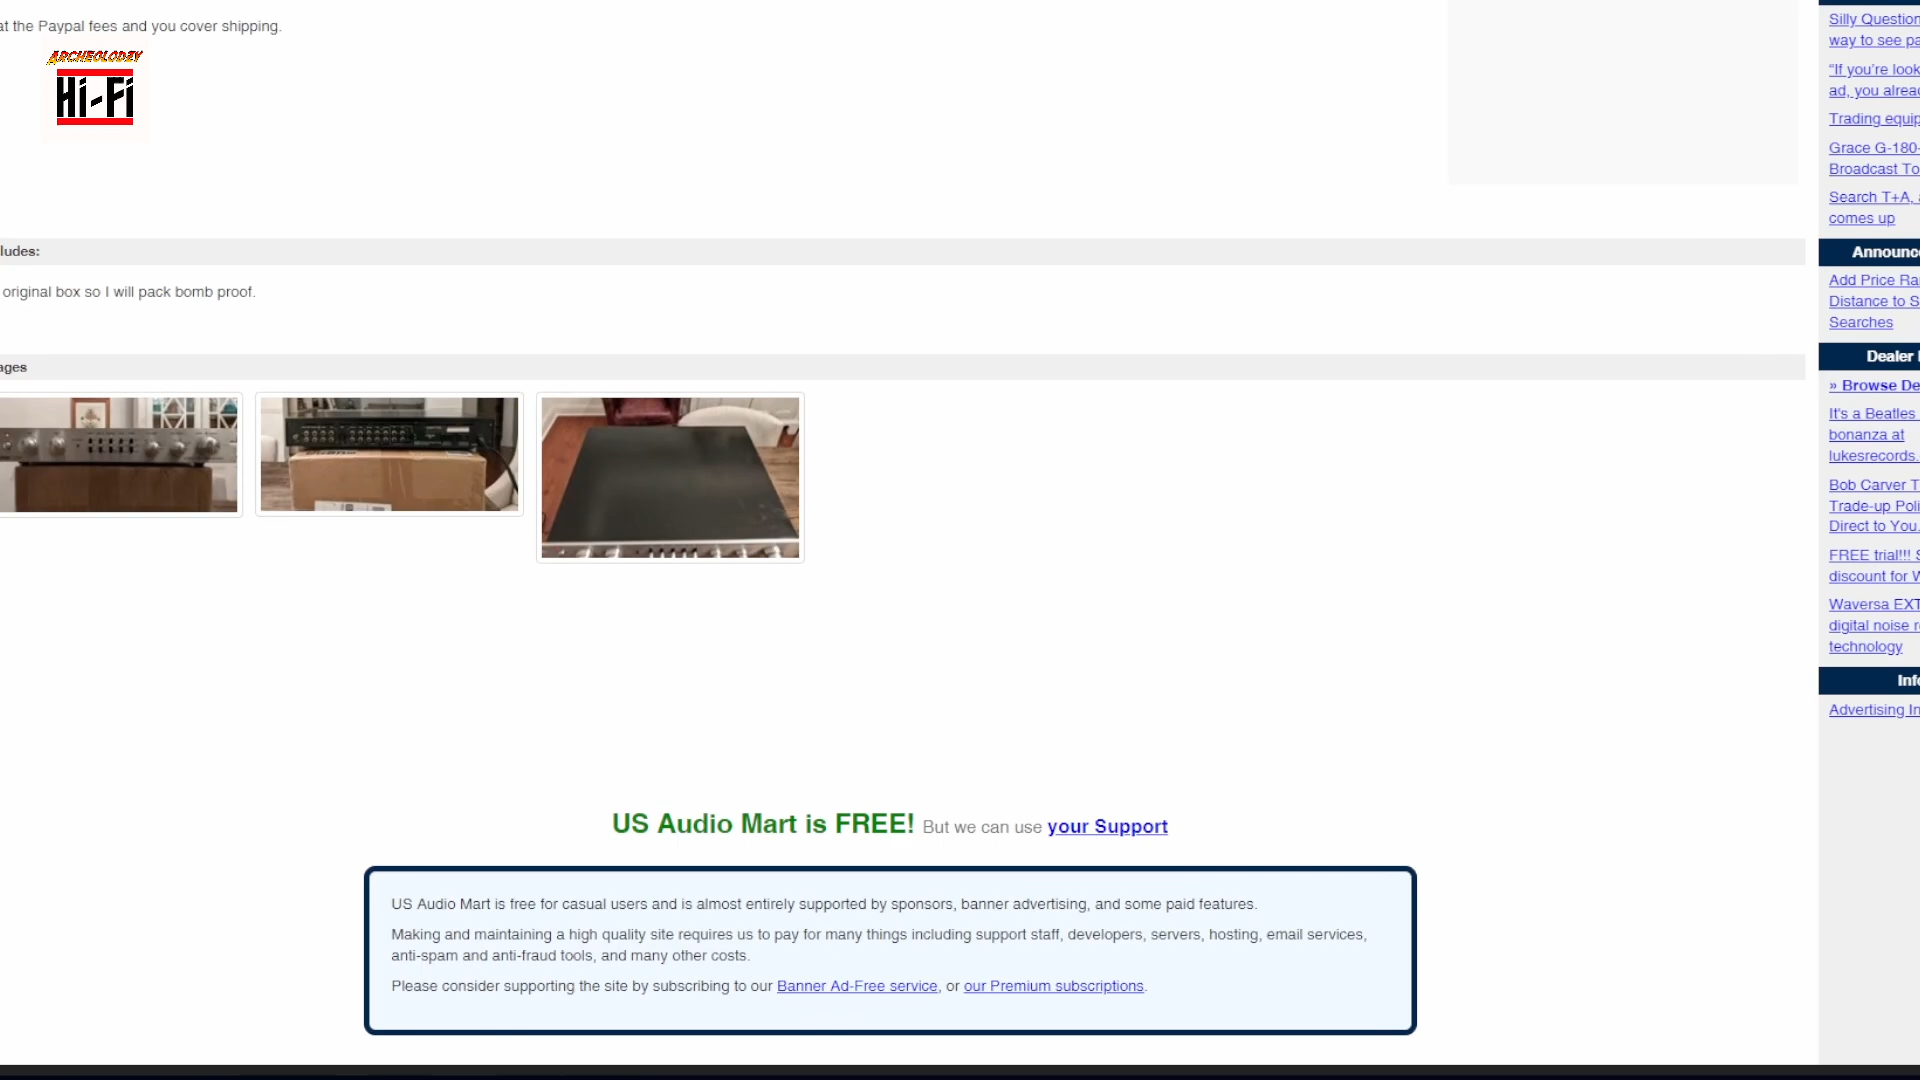 at the Paypal fees and you cover shipping.
ARCHEOLODZY
Hi-Fi
ludes:
original box so I will pack bomb proof.
ages
US Audio Mart is FREE! But we can use your Support
US Audio Mart is free for casual users and is almost entirely supported by sponsors, banner advertising, and some paid features.
Making and maintaining a high quality site requires us to pay for many things including support staff, developers, servers, hosting, email services,
anti-spam and anti-fraud tools, and many other costs.
Please consider supporting the site by subscribing to our Banner Ad-Free service, or our Premium subscriptions.
Silly Question
way to see pa
“If you’re look
ad, you alread
Trading equip
Grace G-180-
Broadcast To
Search T+A, a
comes up
Announc
Add Price Ra
Distance to S
Searches
Dealer
» Browse De
It's a Beatles
bonanza at
lukesrecords.
Bob Carver T
Trade-up Poli
Direct to You.
FREE trial!!! S
discount for W
Waversa EXT
digital noise r
technology
Info
Advertising In